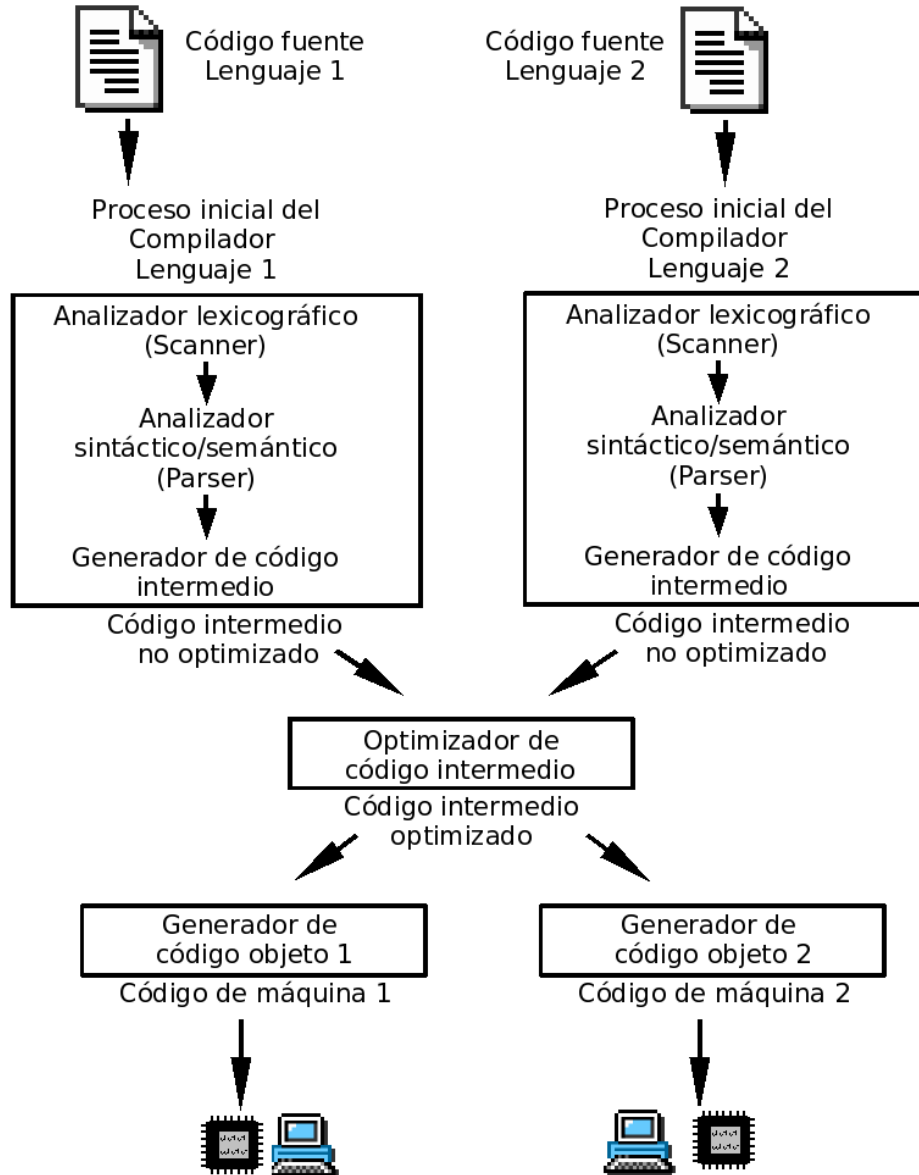 Código fuente
Lenguaje 1
Código fuente
Lenguaje 2
Proceso inicial del
Compilador
Lenguaje 1
Proceso inicial del
Compilador
Lenguaje 2
Analizador lexicográfico
(Scanner)
Analizador
sintáctico/semántico
(Parser)
Generador de código
intermedio
Código intermedio
no optimizado
Analizador lexicográfico
(Scanner)
Analizador
sintáctico/semántico
(Parser)
Generador de código
intermedio
Código intermedio
no optimizado
Optimizador de
código intermedio
Código intermedio
optimizado
Generador de
código objeto 1
Código de máquina 1
Generador de
código objeto 2
Código de máquina 2